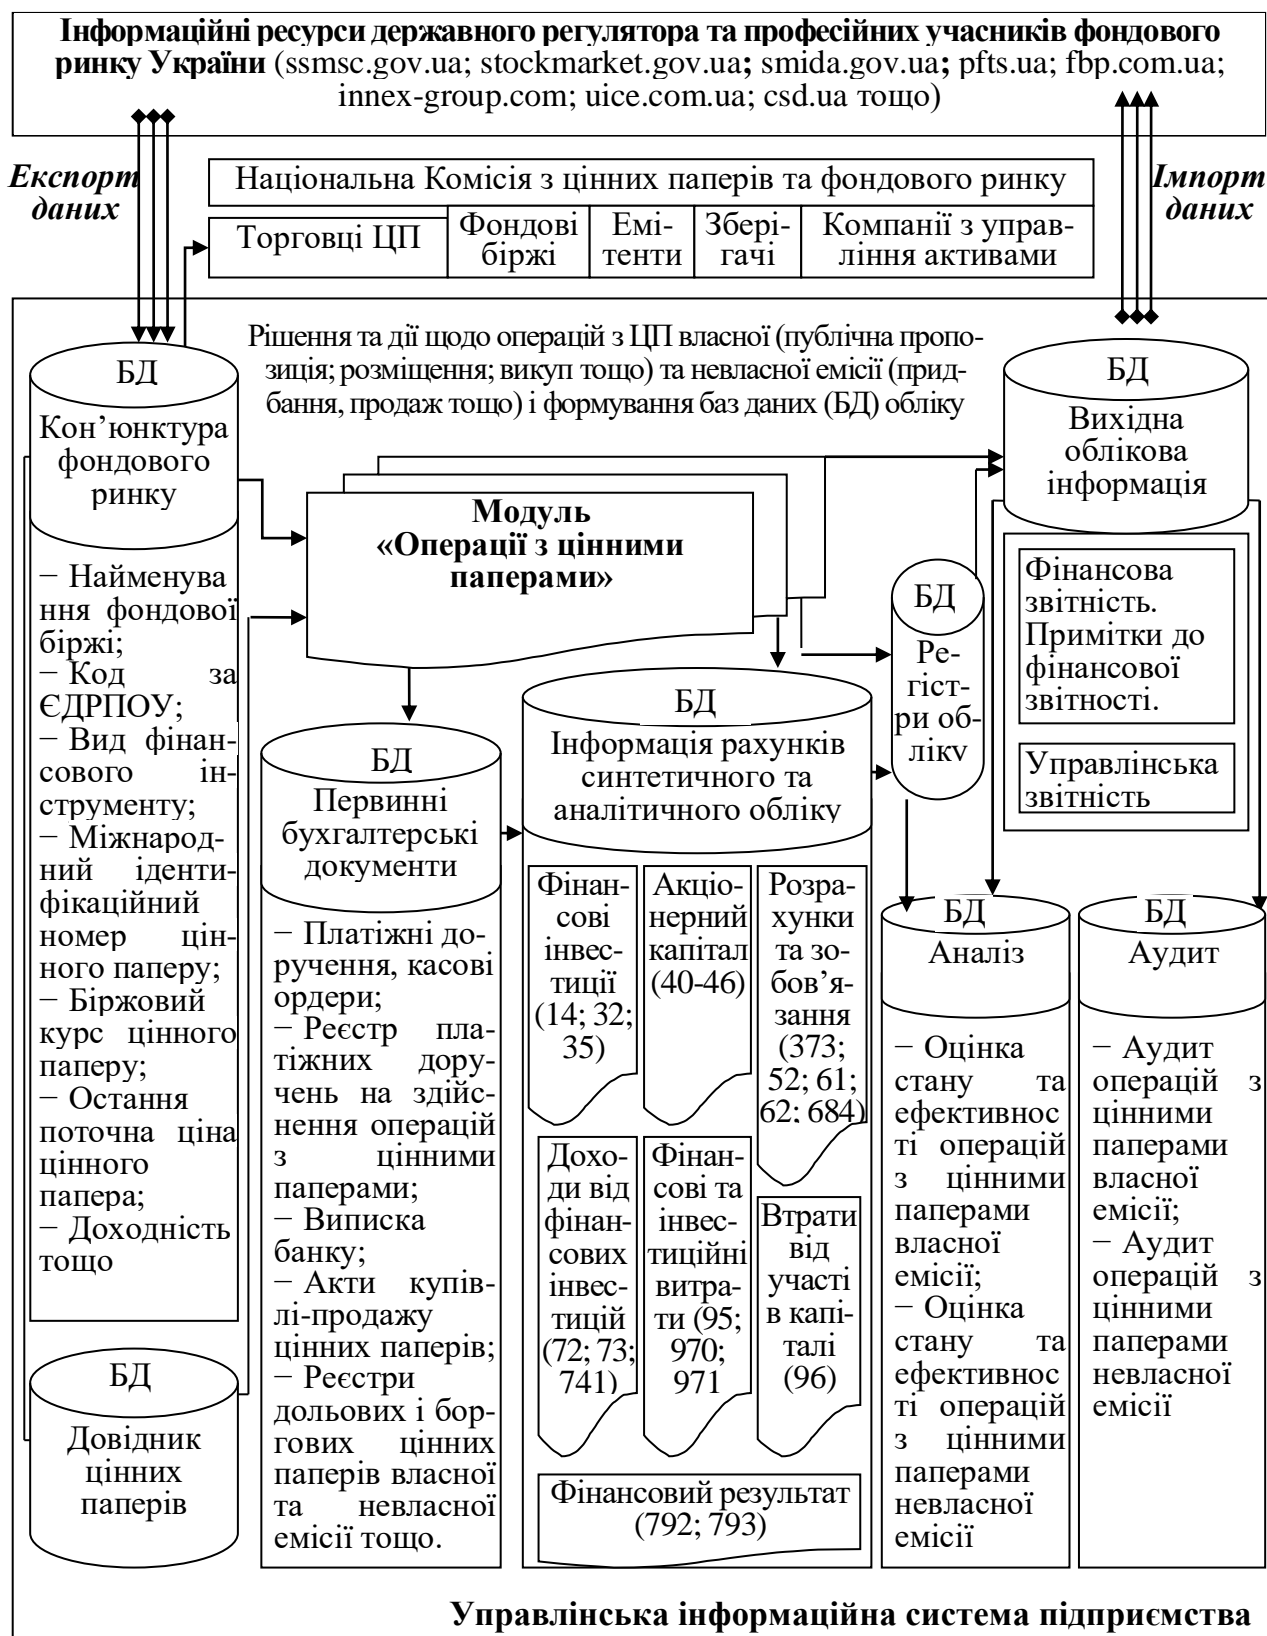 Інформаційні ресурси державного регулятора та професійних учасників фондового
ринку України (ssmsc.gov.ua; stockmarket.gov.ua; smida.gov.ua; pfts.ua; fbp.com.ua;
innex-group.com; uice.com.ua; csd.ua тощо)
Експорт
даних
Імпорт
даних
Національна Комісія з цінних паперів та фондового ринку
Торговці ЦП
Фондові
біржі
Емі-
тенти
Збері-
гачі
Компанії з управ-
ління активами
Рішення та дії щодо операцій з ЦП власної (публічна пропо-
зиція; розміщення; викуп тощо) та невласної емісії (прид-
бання, продаж тощо) і формування баз даних (БД) обліку
БД
Кон’юнктура
фондового
ринку
− Найменува
ння фондової
біржі;
− Код за
ЄДРПОУ;
− Вид фінан-
сового ін-
струменту;
− Міжнарод-
ний іденти-
фікаційний
номер цін-
ного паперу;
− Біржовий
курс цінного
паперу;
− Остання
поточна ціна
цінного
папера;
− Доходність
тощо
БД
Довідник
цінних
паперів
Модуль
«Операції з цінними
паперами»
БД
Первинні
бухгалтерські
документи
− Платіжні до-
ручення, касові
ордери;
− Реєстр пла-
тіжних дору-
чень на здійс-
нення операцій
з цінними
паперами;
− Виписка
банку;
− Акти купів-
лі-продажу
цінних паперів;
− Реєстри
дольових і бор-
гових цінних
паперів власної
та невласної
емісії тощо.
БД
Інформація рахунків
синтетичного та
аналітичного обліку
Фінан-
сові
інвес-
тиції
(14; 32;
35)
Акціо-
нерний
капітал
(40-46)
Розра-
хунки
та зо-
бов’я-
зання
(373;
52; 61;
62; 684)
Дохо-
ди від
фінан-
сових
інвес-
тицій
(72; 73;
741)
Фінан-
сові та
інвес-
тиційні
витра-
ти (95;
970;
971
Втрати
від
участі
в капі-
талі
(96)
Фінансовий результат
(792; 793)
БД
Ре-
гіст-
ри об-
ліку
БД
Вихідна
облікова
інформація
Фінансова
звітність.
Примітки до
фінансової
звітності.
Управлінська
звітність
БД
Аналіз
− Оцінка
стану та
ефективнос
ті операцій
з цінними
паперами
власної
емісії;
− Оцінка
стану та
ефективнос
ті операцій
з цінними
паперами
невласної
емісії
БД
Аудит
− Аудит
операцій з
цінними
паперами
власної
емісії;
− Аудит
операцій з
цінними
паперами
невласної
емісії
Управлінська інформаційна система підприємства